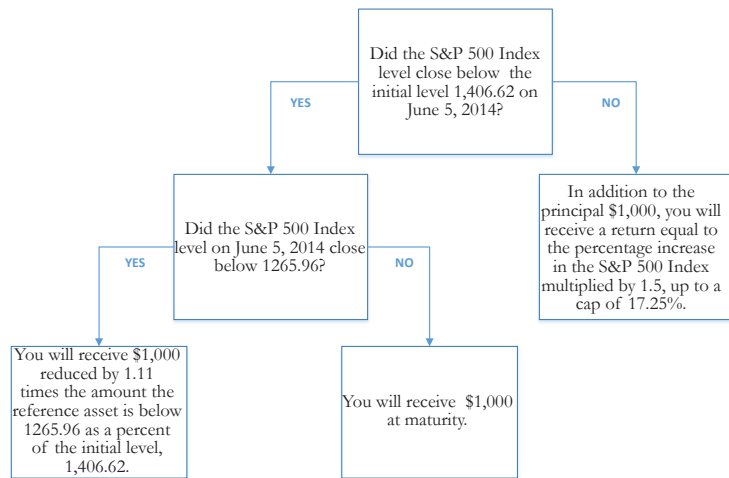 Did the S&P 500 Index
level close below the
initial level 1,406.62 on
June 5, 2014?
YES
NO
Did the S&P 500 Index
level on June 5, 2014 close
below 1265.96?
In addition to the
principal $1,000, you will
receive a return equal to
the percentage increase
in the S&P 500 Index
multiplied by 1.5, up to a
cap of 17.25%.
YES
NO
You will receive $1,000
reduced by 1.11
times the amount the
reference asset is below
1265.96 as a percent
of the initial level,
1,406.62.
You will receive $1,000
at maturity.